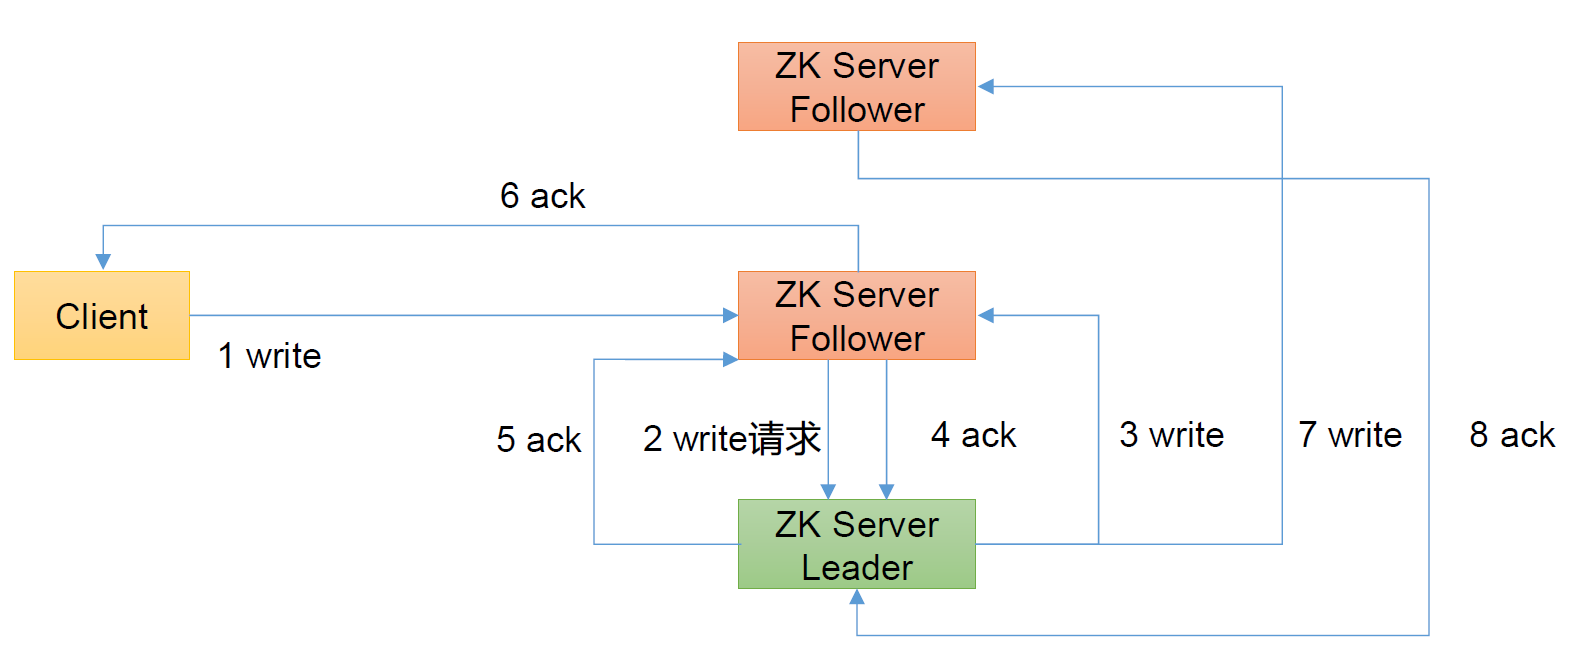 ZK Server
Follower
6 ack
Client
1 write
ZK Server
Follower
5 ack
2 write请求
4 ack
3 write
7 write
8 ack
ZK Server
Leader